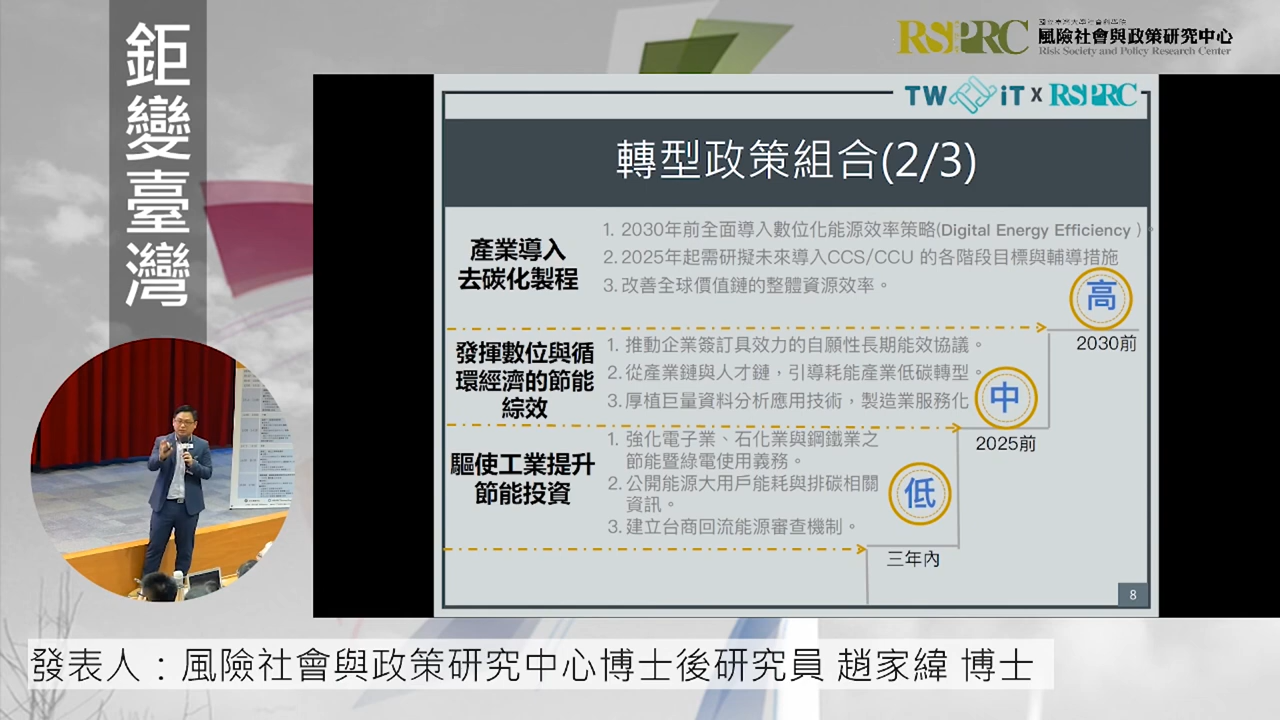 鉅變臺灣
RSPRC
國立臺灣大學社會科學院
風險社會與政策研究中心
Risk Society and Policy Research Center
TW iT x RSPRC
轉型政策組合(2/3)
產業導入
去碳化製程
1. 2030年前全面導入數位化能源效率策略(Digital Energy Efficiency )。
2. 2025年起需研擬未來導入CCS/CCU 的各階段目標與輔導措施
3. 改善全球價值鏈的整體資源效率。
高
2030前
發揮數位與循
環經濟的節能
綜效
1. 推動企業簽訂具效力的自願性長期能效協議。
2. 從產業鏈與人才鏈，引導耗能產業低碳轉型。
3. 厚植巨量資料分析應用技術，製造業服務化
中
2025前
驅使工業提升
節能投資
1. 強化電子業、石化業與鋼鐵業之
節能暨綠電使用義務。
2. 公開能源大用戶能耗與排碳相關
資訊。
3. 建立台商回流能源審查機制。
低
三年內
8
發表人：風險社會與政策研究中心博士後研究員 趙家緯 博士